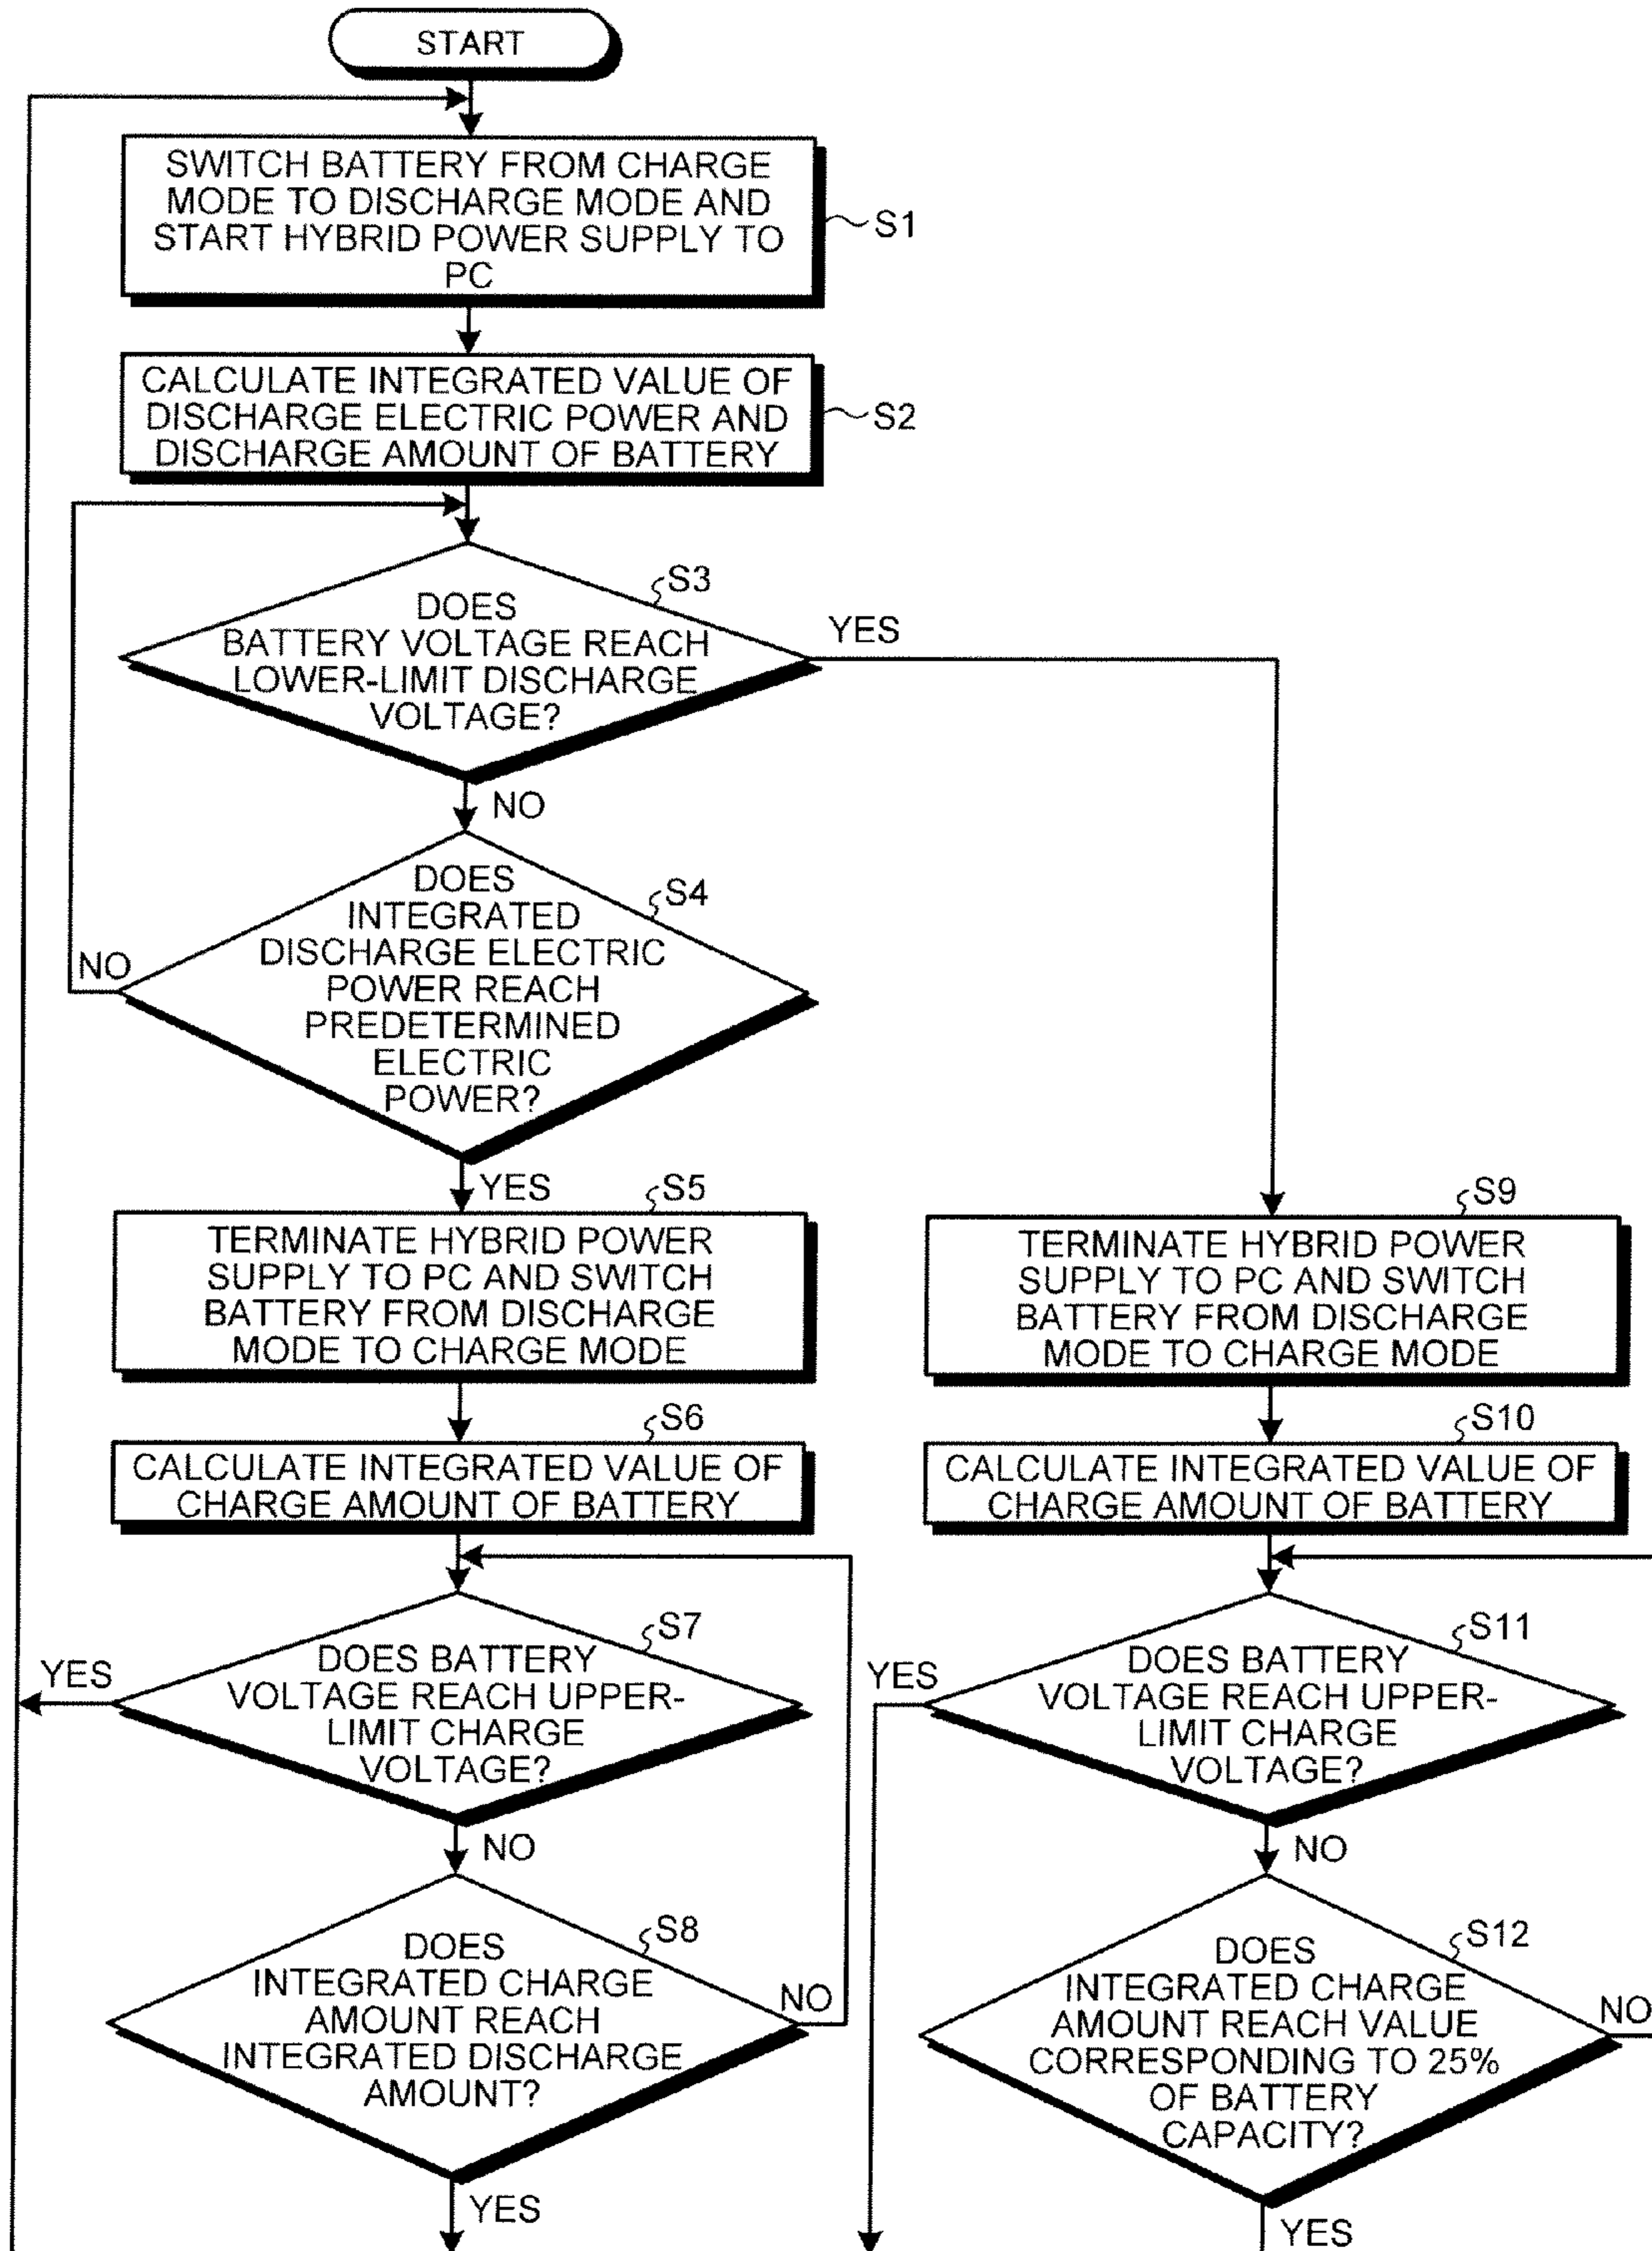 START
SWITCH BATTERY FROM CHARGE
MODE TO DISCHARGE MODE AND
START HYBRID POWER SUPPLY TO
PC
S1
CALCULATE INTEGRATED VALUE OF
DISCHARGE ELECTRIC POWER AND
DISCHARGE AMOUNT OF BATTERY
S2
S3
DOES
BATTERY VOLTAGE REACH
LOWER-LIMIT DISCHARGE
VOLTAGE?
YES
NO
S4
DOES
INTEGRATED
DISCHARGE ELECTRIC
POWER REACH
PREDETERMINED
ELECTRIC
POWER?
NO
YES
S5
TERMINATE HYBRID POWER
SUPPLY TO PC AND SWITCH
BATTERY FROM DISCHARGE
MODE TO CHARGE MODE
S6
CALCULATE INTEGRATED VALUE OF
CHARGE AMOUNT OF BATTERY
S7
DOES BATTERY
VOLTAGE REACH UPPER-
LIMIT CHARGE
VOLTAGE?
YES
NO
S8
DOES
INTEGRATED CHARGE
AMOUNT REACH
INTEGRATED DISCHARGE
AMOUNT?
NO
YES
S9
TERMINATE HYBRID POWER
SUPPLY TO PC AND SWITCH
BATTERY FROM DISCHARGE
MODE TO CHARGE MODE
S10
CALCULATE INTEGRATED VALUE OF
CHARGE AMOUNT OF BATTERY
S11
DOES BATTERY
VOLTAGE REACH UPPER-
LIMIT CHARGE
VOLTAGE?
YES
NO
S12
DOES
INTEGRATED CHARGE
AMOUNT REACH VALUE
CORRESPONDING TO 25%
OF BATTERY
CAPACITY?
NO
YES